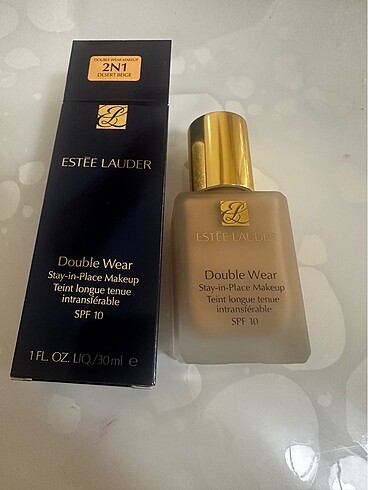 DOUBLE WEAR MAKEUP
2N1
DESERT BEIGE
ESTĒE LAUDER
Double Wear
Stay-in-Place Makeup
Teint longue tenue
intransférable
SPF 10
1 FL. OZ. LIQ./30 ml e
ESTĒE LAUDER
Double Wear
Stay-in-Place Makeup
Teint longue tenue
intransférable
SPF 10